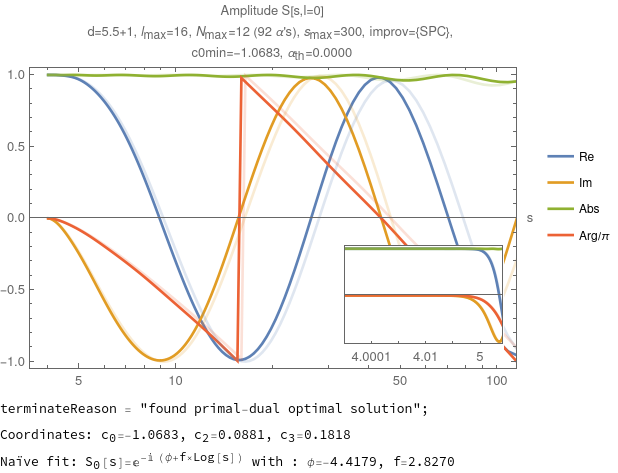 Amplitude S[s,l=0]
d=5.5+1, lmax=16, Nmax=12 (92 α's), smax=300, improv={SPC},
c0min=-1.0683, αth=0.0000
1.0
0.5
0.0
-0.5
-1.0
s
5 10 50 100
4.0001 4.01 5
Re
Im
Abs
Arg/π
terminateReason = "found primal-dual optimal solution";
Coordinates: c0=-1.0683, c2=0.0881, c3=0.1818
Naïve fit: S0[s]=e^-i (ϕ+f×Log[s]) with : ϕ=-4.4179, f=2.8270